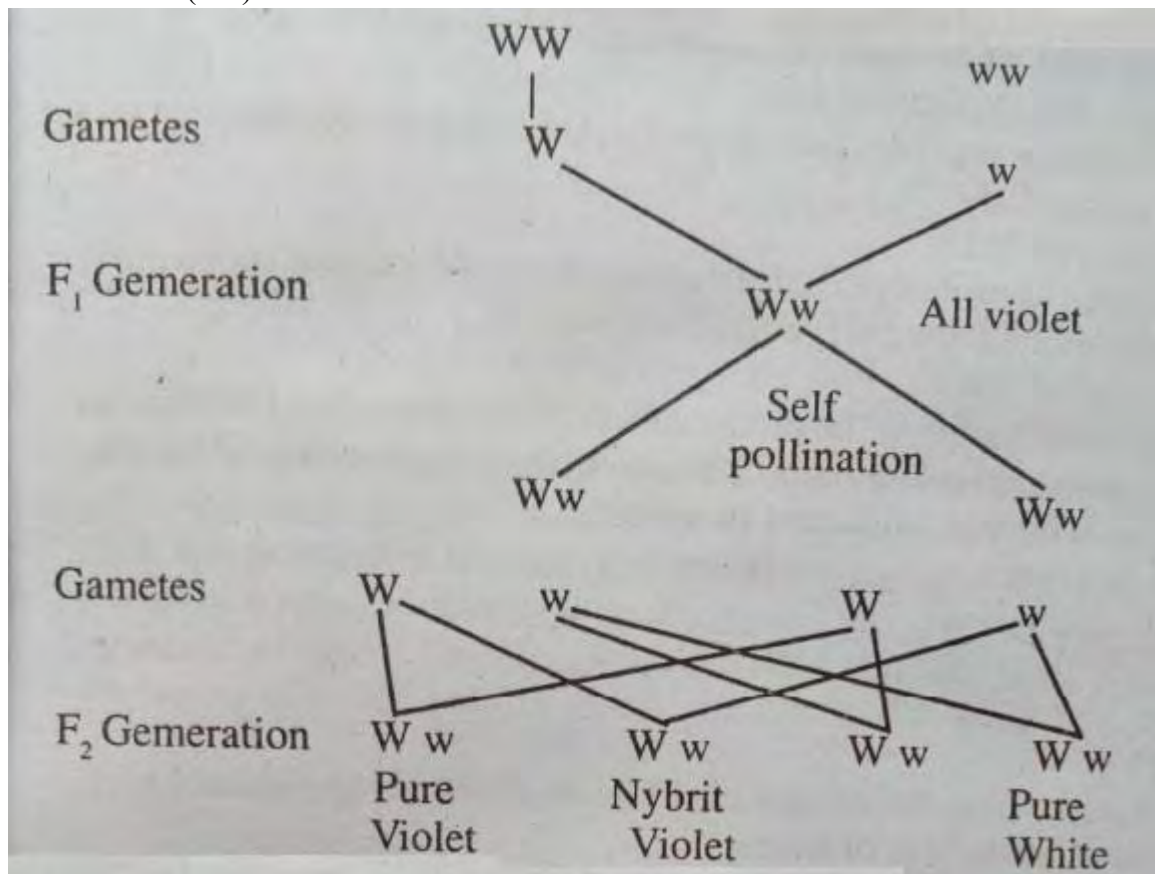 WW ww
Gametes W w
F₁ Gemeration Ww All violet
Self
pollination
Ww Ww
Gametes W w W w
F₂ Gemeration W w W w W w W w
Pure Nybrit Pure
Violet Violet White